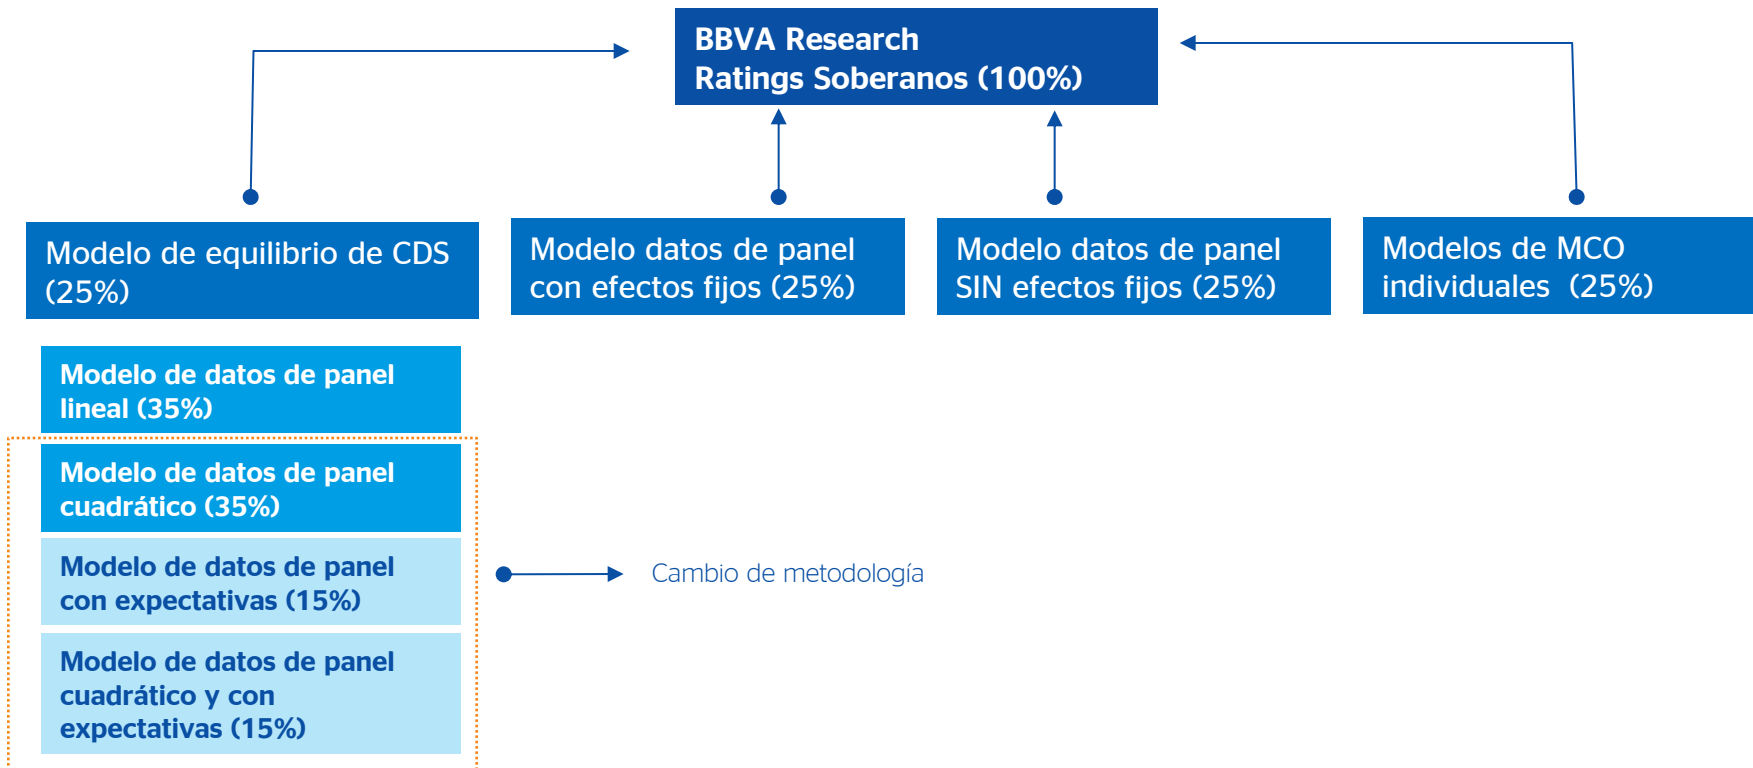 BBVA Research
Ratings Soberanos (100%)
Modelo de equilibrio de CDS
(25%)
Modelo datos de panel
con efectos fijos (25%)
Modelo datos de panel
SIN efectos fijos (25%)
Modelos de MCO
individuales (25%)
Modelo de datos de panel
lineal (35%)
Modelo de datos de panel
cuadrático (35%)
Modelo de datos de panel
con expectativas (15%)
Cambio de metodología
Modelo de datos de panel
cuadrático y con
expectativas (15%)